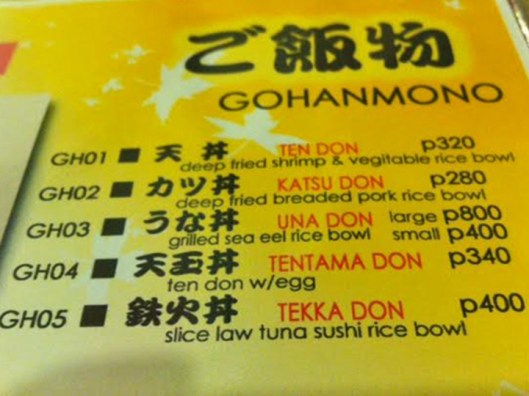 ご飯物
GOHANMONO
GH01 ■ 天丼 TEN DON p320
deep fried shrimp & vegitable rice bowl
GH02 ■ カツ丼 KATSU DON p280
deep fried breaded pork rice bowl
GH03 ■ うな丼 UNA DON large p800
grilled sea eel rice bowl small p400
GH04 ■ 天玉丼 TENTAMA DON p340
ten don w/egg
GH05 ■ 鉄火丼 TEKKA DON p400
slice law tuna sushi rice bowl